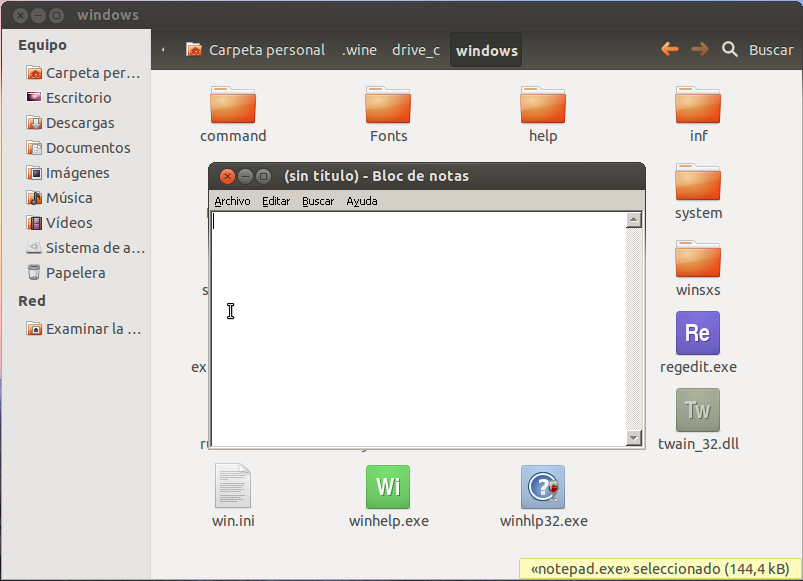 windows
Equipo
Carpeta per...
Escritorio
Descargas
Documentos
Imágenes
Música
Vídeos
Sistema de a...
Papelera
Red
Examinar la ...
Carpeta personal .wine drive_c windows Buscar
command Fonts help inf
(sin título) - Bloc de notas
Archivo Editar Buscar Ayuda
system
winsxs
Re
regedit.exe
Tw
twain_32.dll
Wi
win.ini winhelp.exe winhlp32.exe
«notepad.exe» seleccionado (144,4 kB)